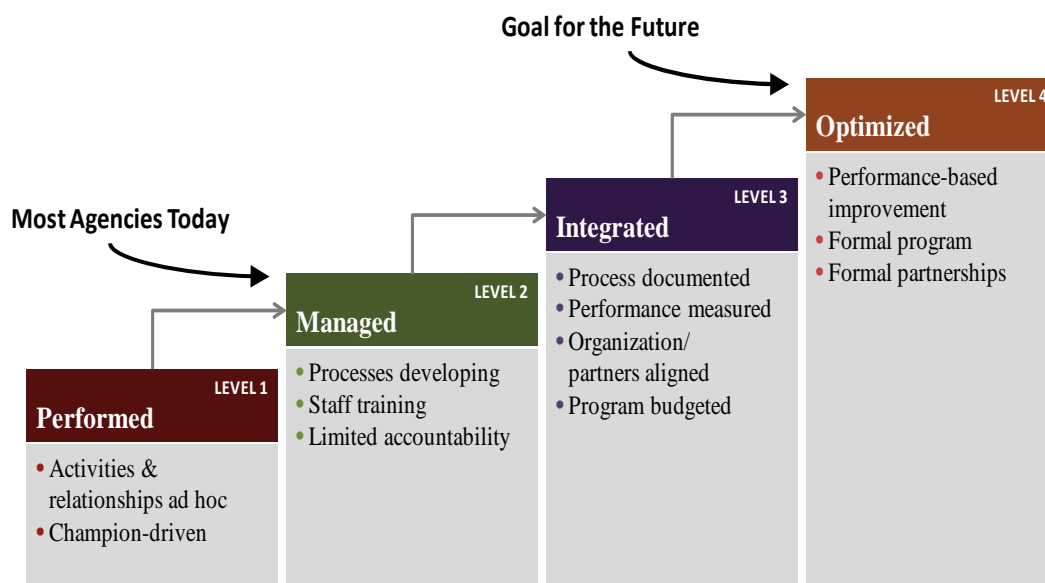 Goal for the Future
LEVEL 4
Optimized
• Performance-based
improvement
• Formal program
• Formal partnerships
LEVEL 3
Integrated
• Process documented
• Performance measured
• Organization/
partners aligned
• Program budgeted
Most Agencies Today
LEVEL 2
Managed
• Processes developing
• Staff training
• Limited accountability
LEVEL 1
Performed
• Activities &
relationships ad hoc
• Champion-driven